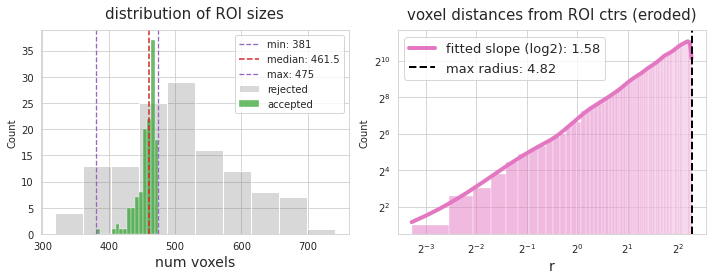 distribution of ROI sizes
Count
35
30
25
20
15
10
5
0
300
400
500
600
700
num voxels
min: 381
median: 461.5
max: 475
rejected
accepted
voxel distances from ROI ctrs (eroded)
Count
2^10
2^8
2^6
2^4
2^2
2^−3
2^−2
2^−1
2^0
2^1
2^2
r
fitted slope (log2): 1.58
max radius: 4.82